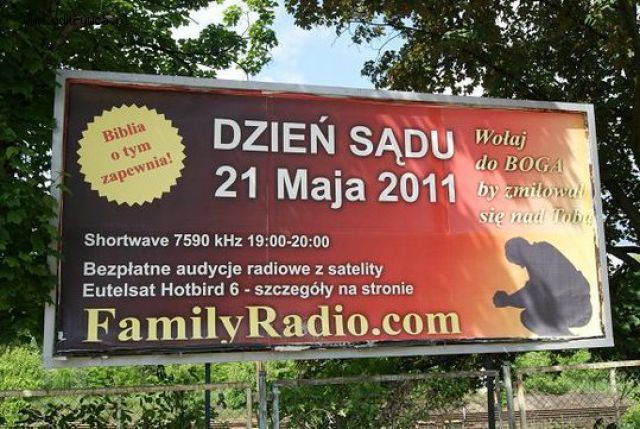 Biblia
o tym
zapewnia!
DZIEŃ SĄDU
21 Maja 2011
Wołaj
do BOGA
by zmiłował
się nad Tobą
Shortwave 7590 kHz 19:00-20:00
Bezpłatne audycje radiowe z satelity
Eutelsat Hotbird 6 - szczegóły na stronie
FamilyRadio.com